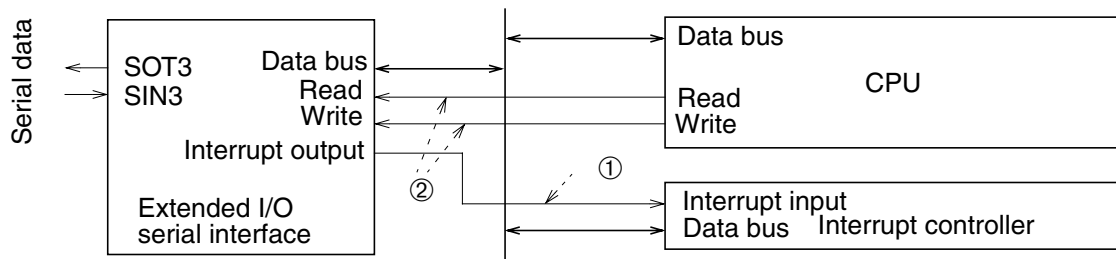 Serial data
SOT3
SIN3
Data bus
Read
Write
Interrupt output
Extended I/O
serial interface
②
①
Data bus
CPU
Read
Write
Interrupt input
Data bus
Interrupt controller